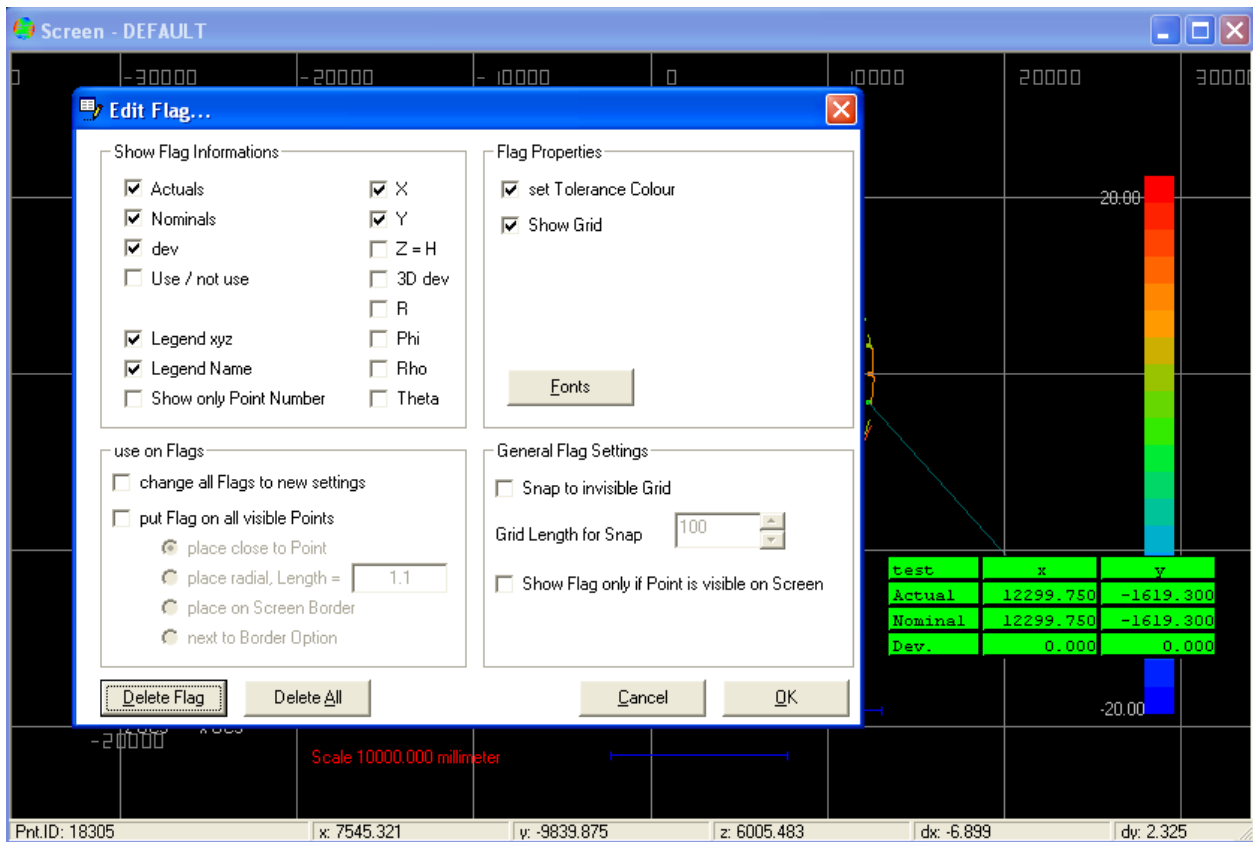 Screen - DEFAULT
-30000 -20000 -10000 0 10000 20000 30000
Edit Flag...
Show Flag Informations
Actuals X
Nominals Y
dev Z = H
Use / not use 3D dev
R
Legend xyz Phi
Legend Name Rho
Show only Point Number Theta
Flag Properties
set Tolerance Colour
Show Grid
Fonts
use on Flags
change all Flags to new settings
put Flag on all visible Points
place close to Point
place radial, Length = 1.1
place on Screen Border
next to Border Option
General Flag Settings
Snap to invisible Grid
Grid Length for Snap 100
Show Flag only if Point is visible on Screen
Delete Flag Delete All Cancel OK
20.00
test x y
Actual 12299.750 -1619.300
Nominal 12299.750 -1619.300
Dev. 0.000 0.000
-20.00
-20000
Scale 10000.000 millimeter
Pnt.ID: 18305 x: 7545.321 y: -9839.875 z: 6005.483 dx: -6.899 dy: 2.325